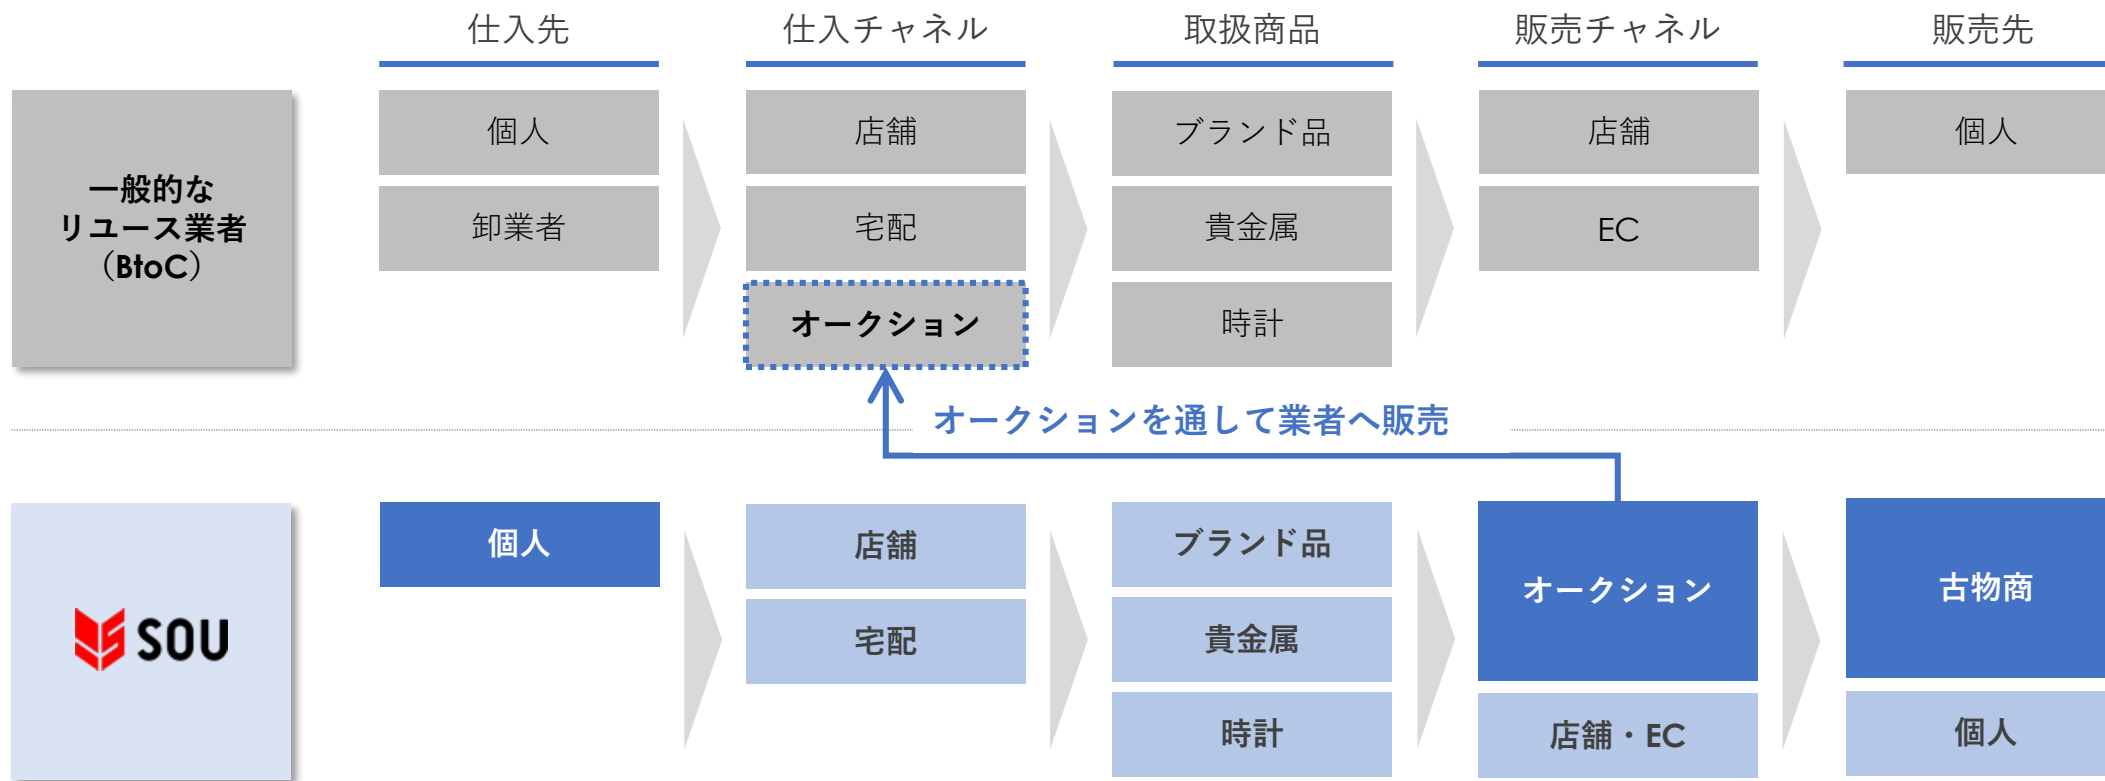 仕入先
仕入チャネル
取扱商品
販売チャネル
販売先
一般的な
リユース業者
（BtoC）
個人
卸業者
店舗
宅配
オークション
ブランド品
貴金属
時計
店舗
EC
個人
オークションを通して業者へ販売
SOU
個人
店舗
宅配
ブランド品
貴金属
時計
オークション
店舗・EC
古物商
個人